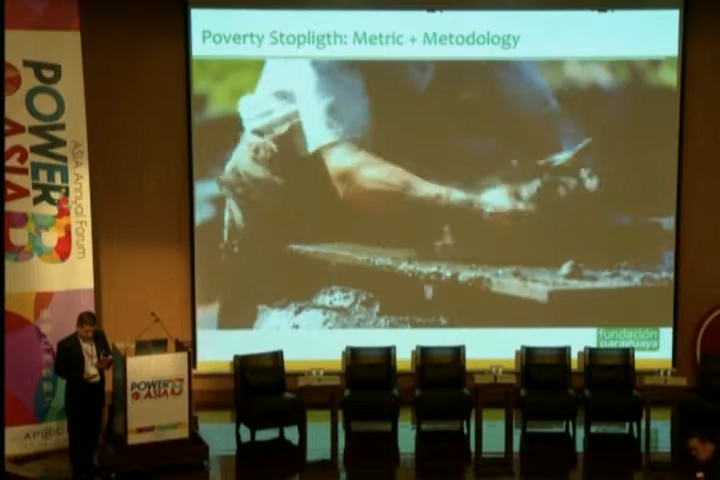 Poverty Stopligth: Metric + Metodology
POWER
ASIA
ASIA Annual Forum
fundación
paraguaya
POWER
ASIA